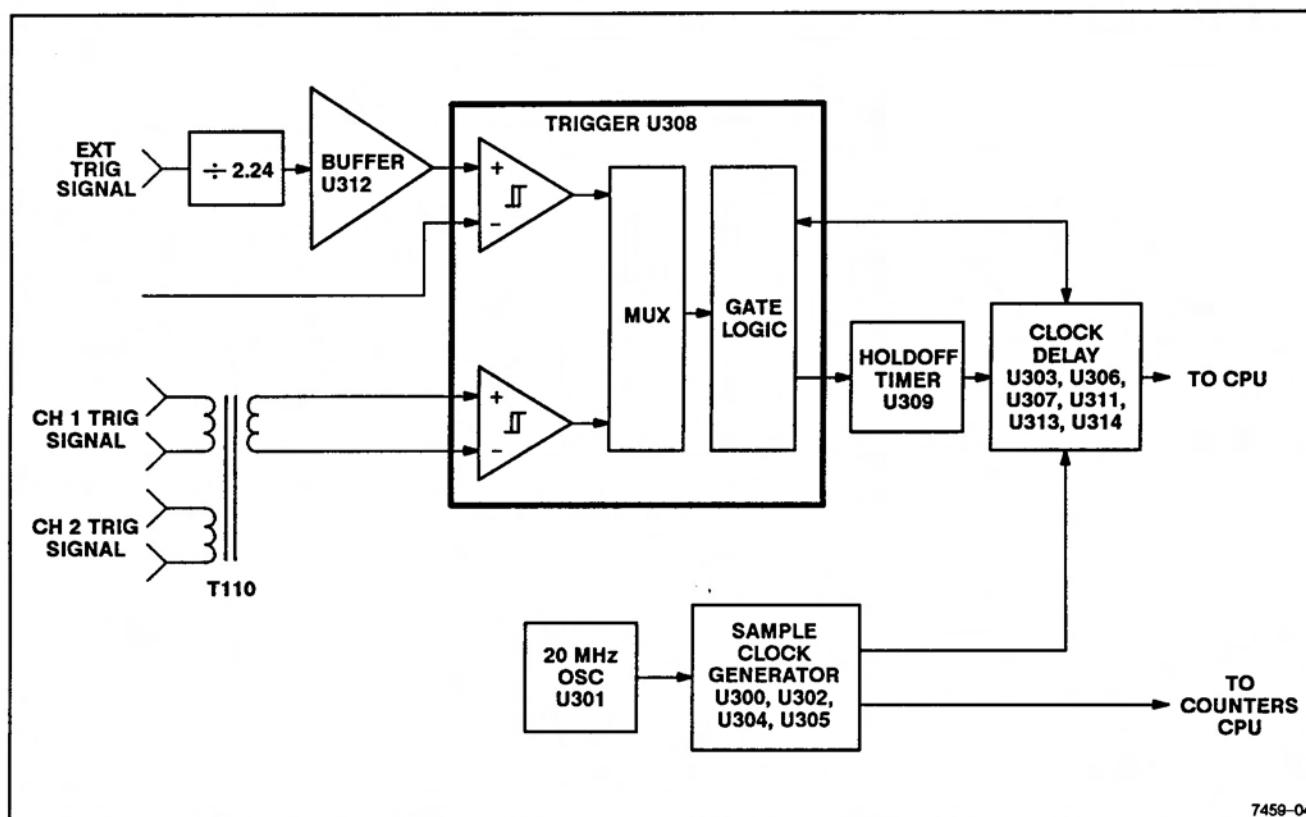 EXT
TRIG
SIGNAL
÷ 2.24
BUFFER
U312
TRIGGER U308
+
−
MUX
GATE
LOGIC
+
−
CH 1 TRIG
SIGNAL
CH 2 TRIG
SIGNAL
T110
HOLDOFF
TIMER
U309
CLOCK
DELAY
U303, U306,
U307, U311,
U313, U314
TO CPU
20 MHz
OSC
U301
SAMPLE
CLOCK
GENERATOR
U300, U302,
U304, U305
TO
COUNTERS
CPU
7459-04